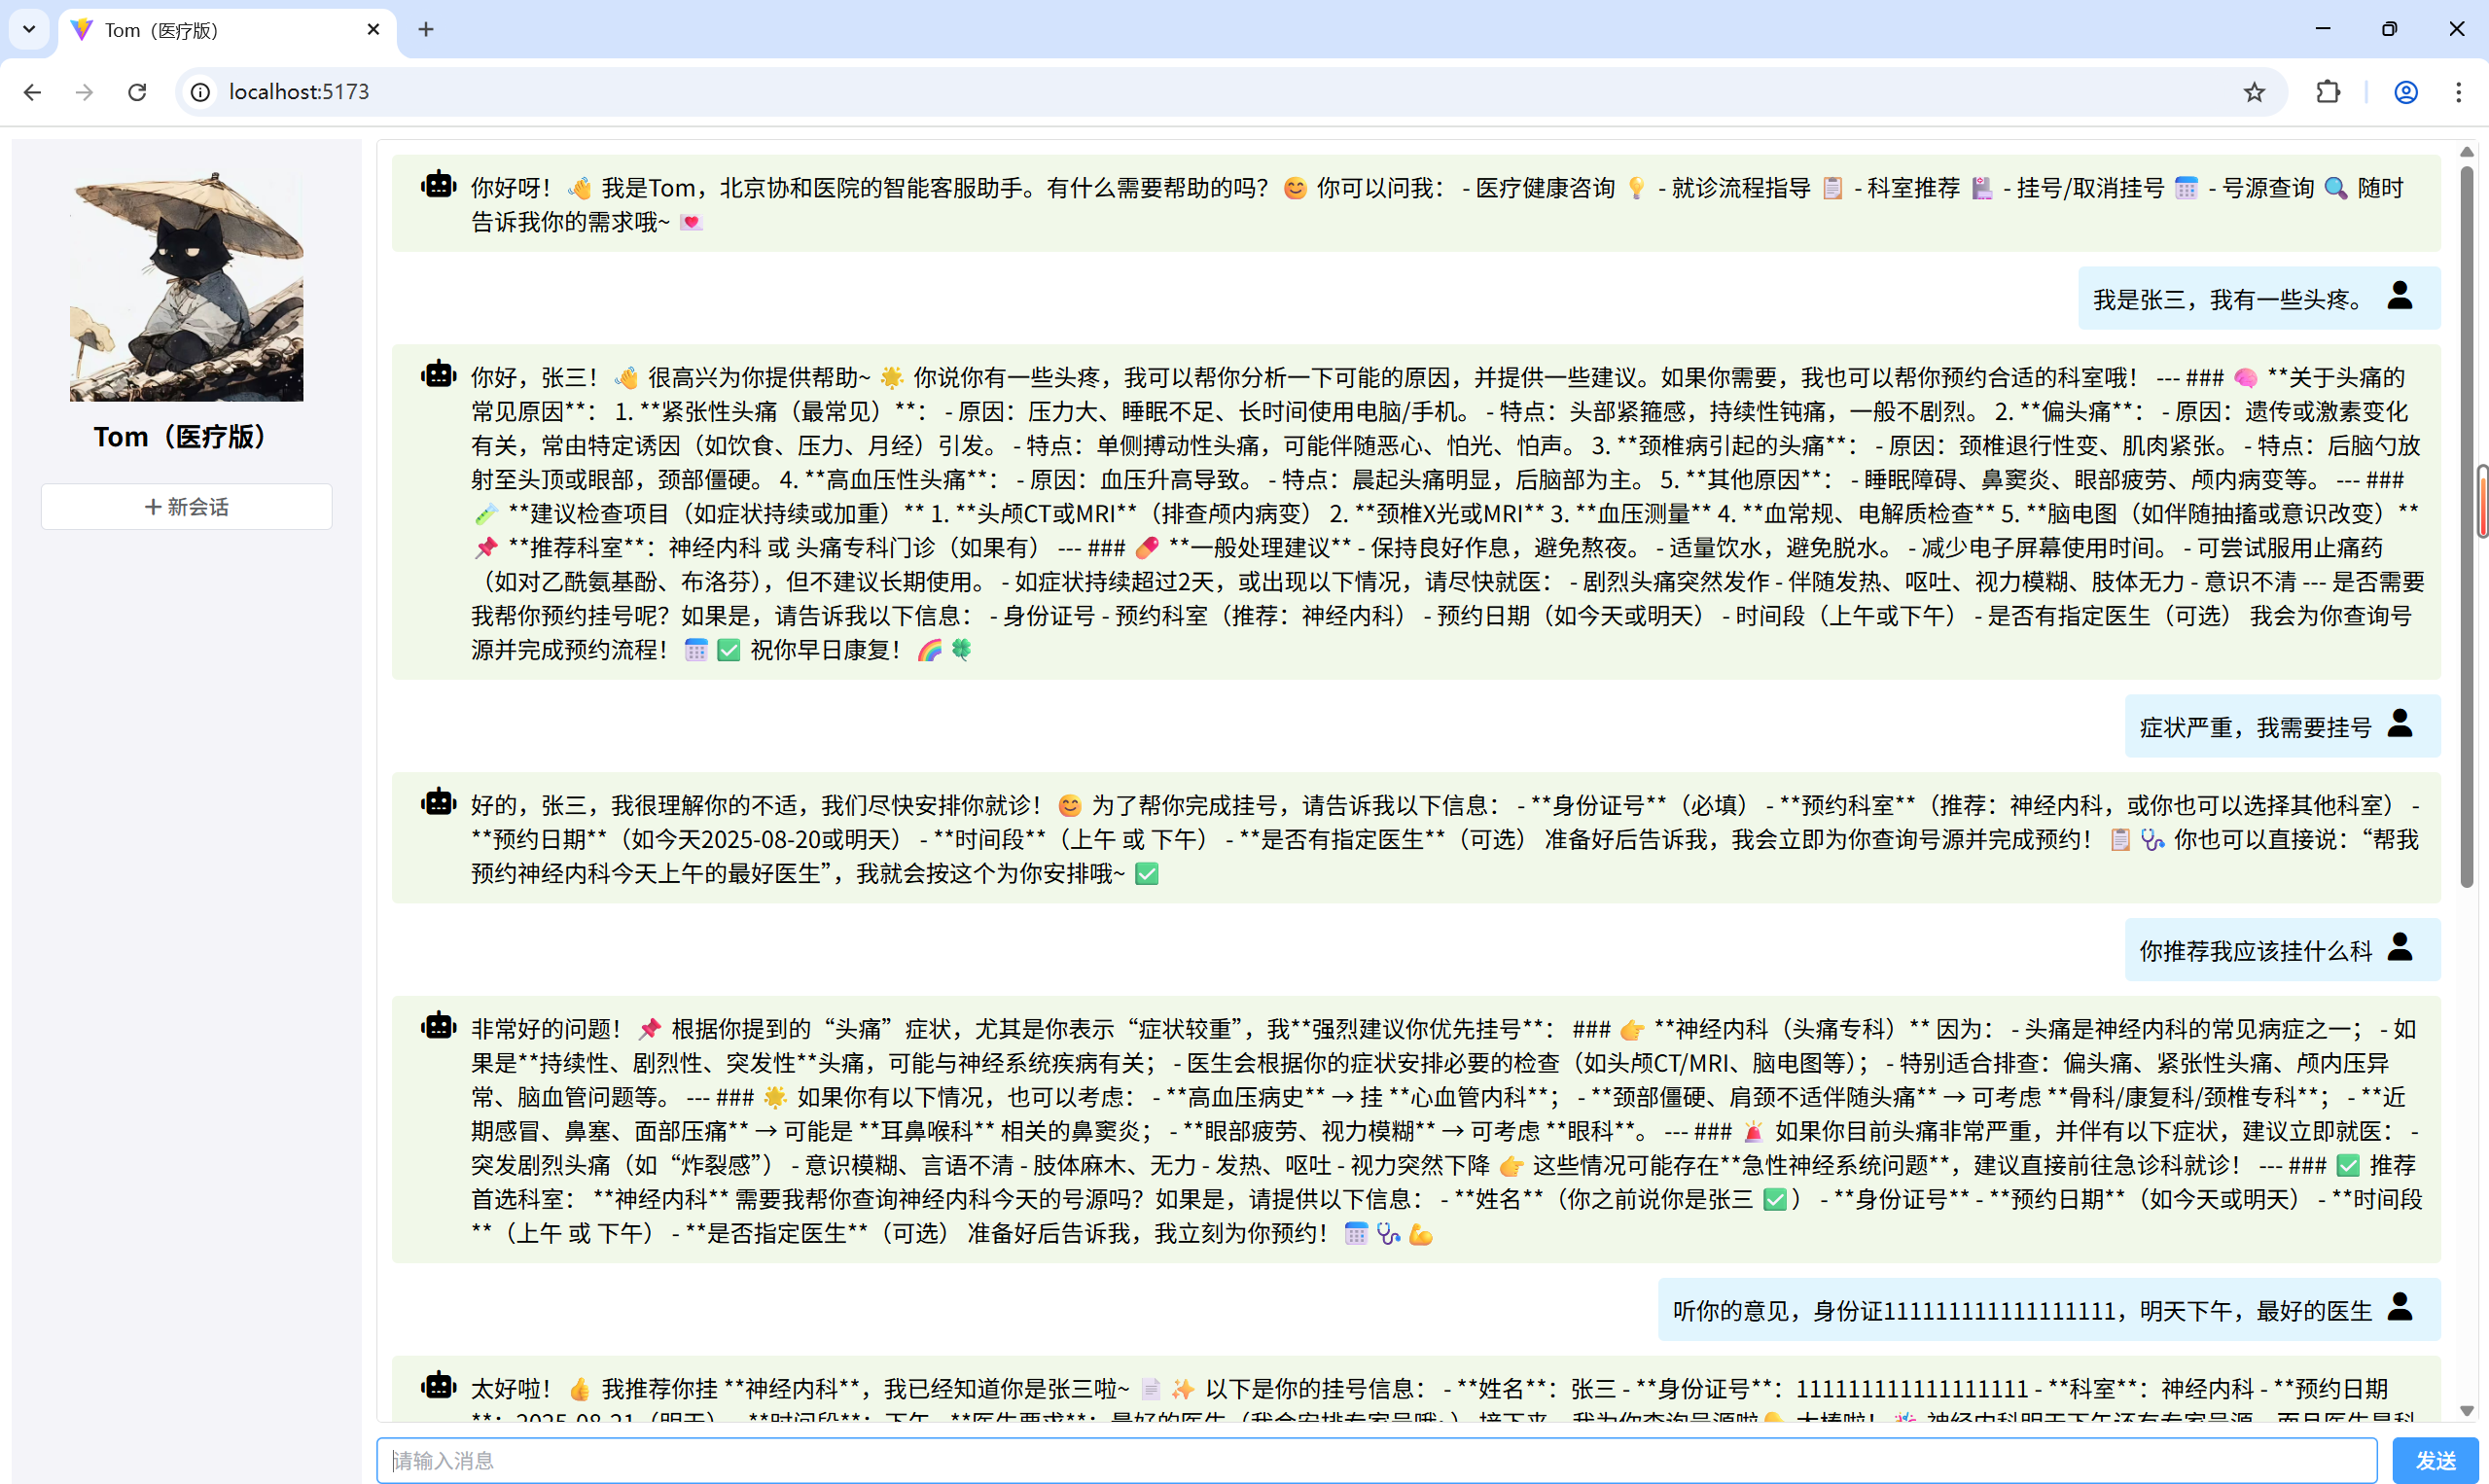 Tom（医疗版）
localhost:5173
你好呀！👋 我是Tom，北京协和医院的智能客服助手。有什么需要帮助的吗？😊 你可以问我： - 医疗健康咨询 💡 - 就诊流程指导 📋 - 科室推荐 🏥 - 挂号/取消挂号 📅 - 号源查询 🔍 随时
告诉我你的需求哦~ 💌
我是张三，我有一些头疼。
你好，张三！👋 很高兴为你提供帮助~ 🌟 你说你有一些头疼，我可以帮你分析一下可能的原因，并提供一些建议。如果你需要，我也可以帮你预约合适的科室哦！ --- ### 🧠 **关于头痛的
常见原因**： 1. **紧张性头痛（最常见）**： - 原因：压力大、睡眠不足、长时间使用电脑/手机。 - 特点：头部紧箍感，持续性钝痛，一般不剧烈。 2. **偏头痛**： - 原因：遗传或激素变化
有关，常由特定诱因（如饮食、压力、月经）引发。 - 特点：单侧搏动性头痛，可能伴随恶心、怕光、怕声。 3. **颈椎病引起的头痛**： - 原因：颈椎退行性变、肌肉紧张。 - 特点：后脑勺放
射至头顶或眼部，颈部僵硬。 4. **高血压性头痛**： - 原因：血压升高导致。 - 特点：晨起头痛明显，后脑部为主。 5. **其他原因**： - 睡眠障碍、鼻窦炎、眼部疲劳、颅内病变等。 --- ###
🧪 **建议检查项目（如症状持续或加重）** 1. **头颅CT或MRI**（排查颅内病变） 2. **颈椎X光或MRI** 3. **血压测量** 4. **血常规、电解质检查** 5. **脑电图（如伴随抽搐或意识改变）**
📌 **推荐科室**：神经内科 或 头痛专科门诊（如果有） --- ### 💊 **一般处理建议** - 保持良好作息，避免熬夜。 - 适量饮水，避免脱水。 - 减少电子屏幕使用时间。 - 可尝试服用止痛药
（如对乙酰氨基酚、布洛芬），但不建议长期使用。 - 如症状持续超过2天，或出现以下情况，请尽快就医： - 剧烈头痛突然发作 - 伴随发热、呕吐、视力模糊、肢体无力 - 意识不清 --- 是否需要
我帮你预约挂号呢？如果是，请告诉我以下信息： - 身份证号 - 预约科室（推荐：神经内科） - 预约日期（如今天或明天） - 时间段（上午或下午） - 是否有指定医生（可选） 我会为你查询号
源并完成预约流程！ 📅 ✅ 祝你早日康复！ 🌈 🍀
Tom（医疗版）
+ 新会话
症状严重，我需要挂号
好的，张三，我很理解你的不适，我们尽快安排你就诊！😊 为了帮你完成挂号，请告诉我以下信息： - **身份证号**（必填） - **预约科室**（推荐：神经内科，或你也可以选择其他科室） -
**预约日期**（如今天2025-08-20或明天） - **时间段**（上午 或 下午） - **是否有指定医生**（可选） 准备好后告诉我，我会立即为你查询号源并完成预约！ 📋 🩺 你也可以直接说：“帮我
预约神经内科今天上午的最好医生”，我就会按这个为你安排哦~ ✅
你推荐我应该挂什么科
非常好的问题！ 📌 根据你提到的“头痛”症状，尤其是你表示“症状较重”，我**强烈建议你优先挂号**： ### 👉 **神经内科（头痛专科）** 因为： - 头痛是神经内科的常见病症之一； - 如
果是**持续性、剧烈性、突发性**头痛，可能与神经系统疾病有关； - 医生会根据你的症状安排必要的检查（如头颅CT/MRI、脑电图等）； - 特别适合排查：偏头痛、紧张性头痛、颅内压异
常、脑血管问题等。 --- ### 🌟 如果你有以下情况，也可以考虑： - **高血压病史** → 挂 **心血管内科**； - **颈部僵硬、肩颈不适伴随头痛** → 可考虑 **骨科/康复科/颈椎专科**； - **近
期感冒、鼻塞、面部压痛** → 可能是 **耳鼻喉科** 相关的鼻窦炎； - **眼部疲劳、视力模糊** → 可考虑 **眼科**。 --- ### 🚨 如果你目前头痛非常严重，并伴有以下症状，建议立即就医： -
突发剧烈头痛（如“炸裂感”） - 意识模糊、言语不清 - 肢体麻木、无力 - 发热、呕吐 - 视力突然下降 👉 这些情况可能存在**急性神经系统问题**，建议直接前往急诊科就诊！ --- ### ✅ 推荐
首选科室： **神经内科** 需要我帮你查询神经内科今天的号源吗？如果是，请提供以下信息： - **姓名**（你之前说你是张三 ✅ ） - **身份证号** - **预约日期**（如今天或明天） - **时间段
**（上午 或 下午） - **是否指定医生**（可选） 准备好后告诉我，我立刻为你预约！ 📅 🩺 💪
听你的意见，身份证111111111111111111，明天下午，最好的医生
太好啦！ 👍 我推荐你挂 **神经内科**，我已经知道你是张三啦~ 📄 ✨ 以下是你的挂号信息： - **姓名**：张三 - **身份证号**：111111111111111111 - **科室**：神经内科 - **预约日期
**：2025-08-21（明天） - **时间段**：下午 - **医生要求**：最好的医生（我会安排专家号哦~） 接下来，我为你查询号源啦 太棒啦！ 🎉 神经内科明天下午还有专家号源，而且医生是科
请输入消息
发送